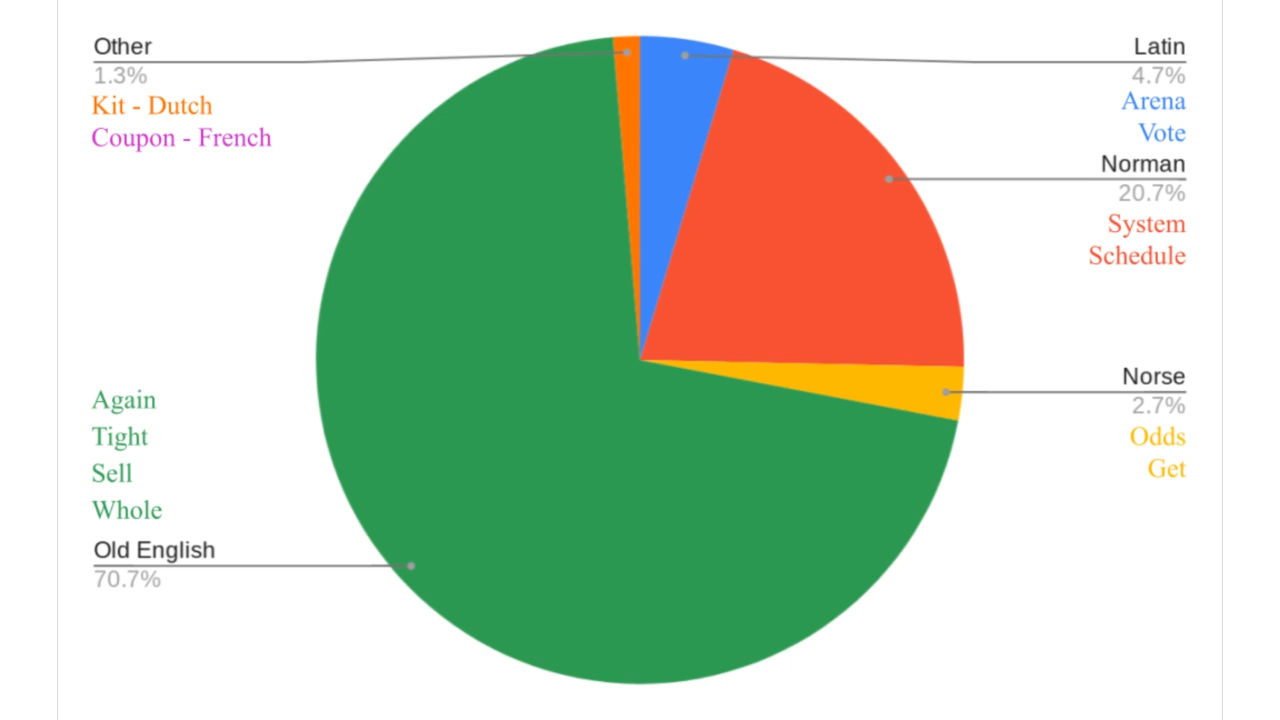 Other
1.3%
Kit - Dutch
Coupon - French
Latin
4.7%
Arena
Vote
Norman
20.7%
System
Schedule
Norse
2.7%
Odds
Get
Again
Tight
Sell
Whole
Old English
70.7%